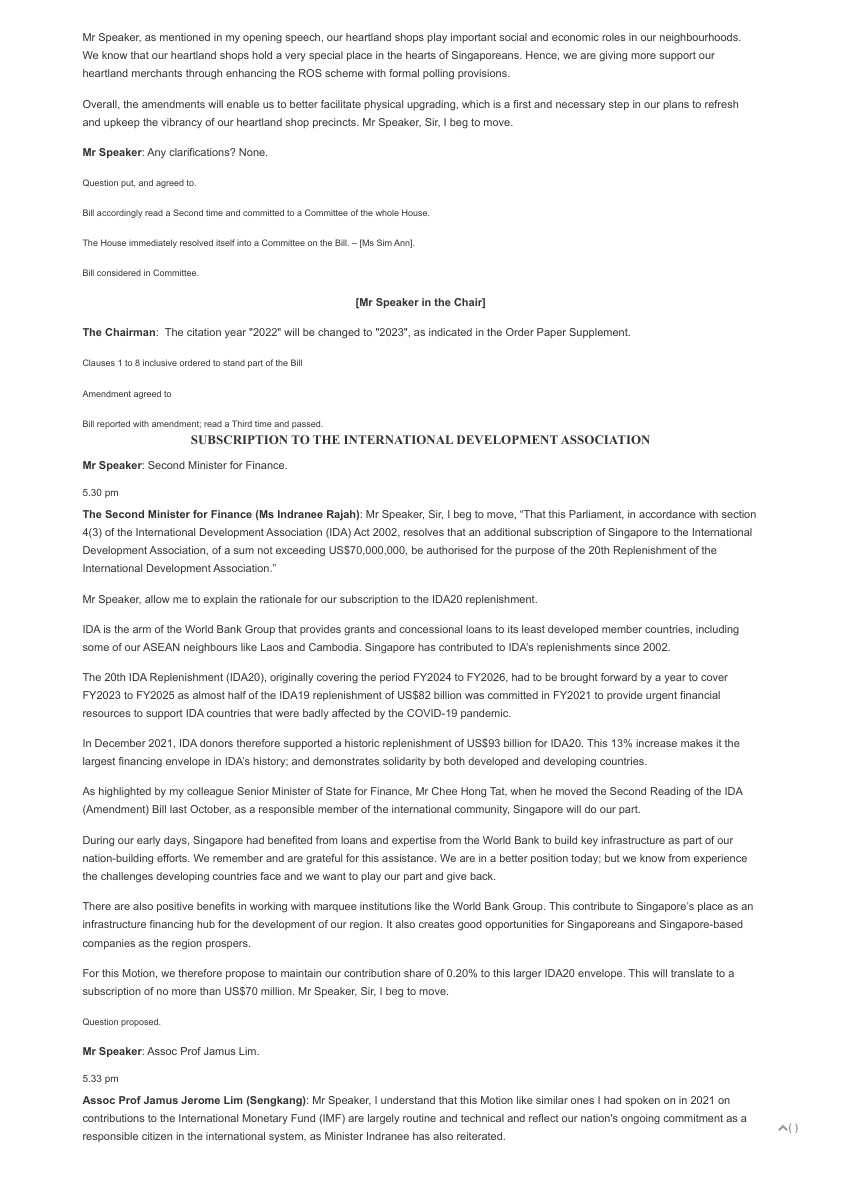 Mr Speaker, as mentioned in my opening speech, our heartland shops play important social and economic roles in our neighbourhoods.
We know that our heartland shops hold a very special place in the hearts of Singaporeans. Hence, we are giving more support our
heartland merchants through enhancing the ROS scheme with formal polling provisions.
Overall, the amendments will enable us to better facilitate physical upgrading, which is a first and necessary step in our plans to refresh
and upkeep the vibrancy of our heartland shop precincts. Mr Speaker, Sir, I beg to move.
Mr Speaker: Any clarifications? None.
Question put, and agreed to.
Bill accordingly read a Second time and committed to a Committee of the whole House.
The House immediately resolved itself into a Committee on the Bill. – [Ms Sim Ann].
Bill considered in Committee.
[Mr Speaker in the Chair]
The Chairman:  The citation year "2022" will be changed to "2023", as indicated in the Order Paper Supplement.
Clauses 1 to 8 inclusive ordered to stand part of the Bill
Amendment agreed to
Bill reported with amendment; read a Third time and passed.
SUBSCRIPTION TO THE INTERNATIONAL DEVELOPMENT ASSOCIATION
Mr Speaker: Second Minister for Finance.
5.30 pm
The Second Minister for Finance (Ms Indranee Rajah): Mr Speaker, Sir, I beg to move, “That this Parliament, in accordance with section
4(3) of the International Development Association (IDA) Act 2002, resolves that an additional subscription of Singapore to the International
Development Association, of a sum not exceeding US$70,000,000, be authorised for the purpose of the 20th Replenishment of the
International Development Association.”
Mr Speaker, allow me to explain the rationale for our subscription to the IDA20 replenishment.
IDA is the arm of the World Bank Group that provides grants and concessional loans to its least developed member countries, including
some of our ASEAN neighbours like Laos and Cambodia. Singapore has contributed to IDA’s replenishments since 2002.
The 20th IDA Replenishment (IDA20), originally covering the period FY2024 to FY2026, had to be brought forward by a year to cover
FY2023 to FY2025 as almost half of the IDA19 replenishment of US$82 billion was committed in FY2021 to provide urgent financial
resources to support IDA countries that were badly affected by the COVID-19 pandemic.
In December 2021, IDA donors therefore supported a historic replenishment of US$93 billion for IDA20. This 13% increase makes it the
largest financing envelope in IDA’s history; and demonstrates solidarity by both developed and developing countries.
As highlighted by my colleague Senior Minister of State for Finance, Mr Chee Hong Tat, when he moved the Second Reading of the IDA
(Amendment) Bill last October, as a responsible member of the international community, Singapore will do our part.
During our early days, Singapore had benefited from loans and expertise from the World Bank to build key infrastructure as part of our
nation-building efforts. We remember and are grateful for this assistance. We are in a better position today; but we know from experience
the challenges developing countries face and we want to play our part and give back.
There are also positive benefits in working with marquee institutions like the World Bank Group. This contribute to Singapore’s place as an
infrastructure financing hub for the development of our region. It also creates good opportunities for Singaporeans and Singapore-based
companies as the region prospers.
For this Motion, we therefore propose to maintain our contribution share of 0.20% to this larger IDA20 envelope. This will translate to a
subscription of no more than US$70 million. Mr Speaker, Sir, I beg to move.
Question proposed.
Mr Speaker: Assoc Prof Jamus Lim.
5.33 pm
Assoc Prof Jamus Jerome Lim (Sengkang): Mr Speaker, I understand that this Motion like similar ones I had spoken on in 2021 on
contributions to the International Monetary Fund (IMF) are largely routine and technical and reflect our nation's ongoing commitment as a
responsible citizen in the international system, as Minister Indranee has also reiterated.
( )